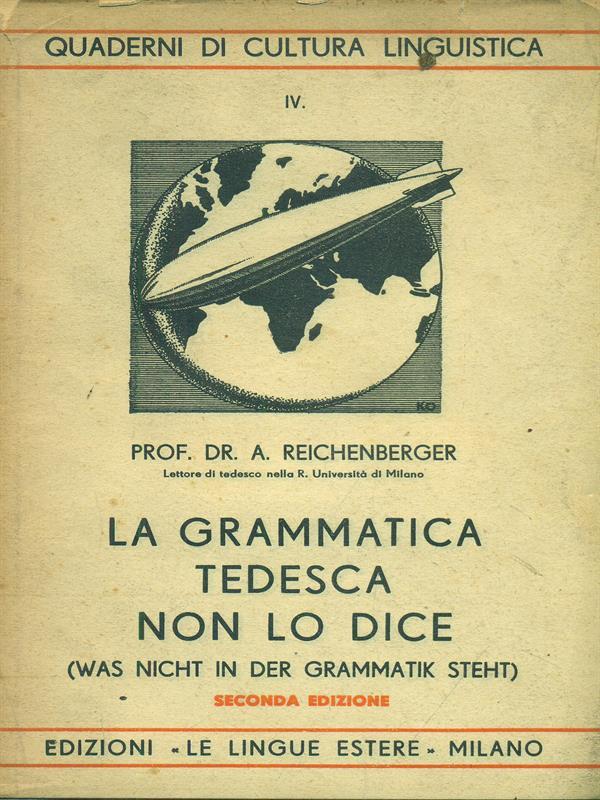 QUADERNI DI CULTURA LINGUISTICA
IV.
KO
PROF. DR. A. REICHENBERGER
Lettore di tedesco nella R. Università di Milano
LA GRAMMATICA
TEDESCA
NON LO DICE
(WAS NICHT IN DER GRAMMATIK STEHT)
SECONDA EDIZIONE
EDIZIONI « LE LINGUE ESTERE » MILANO